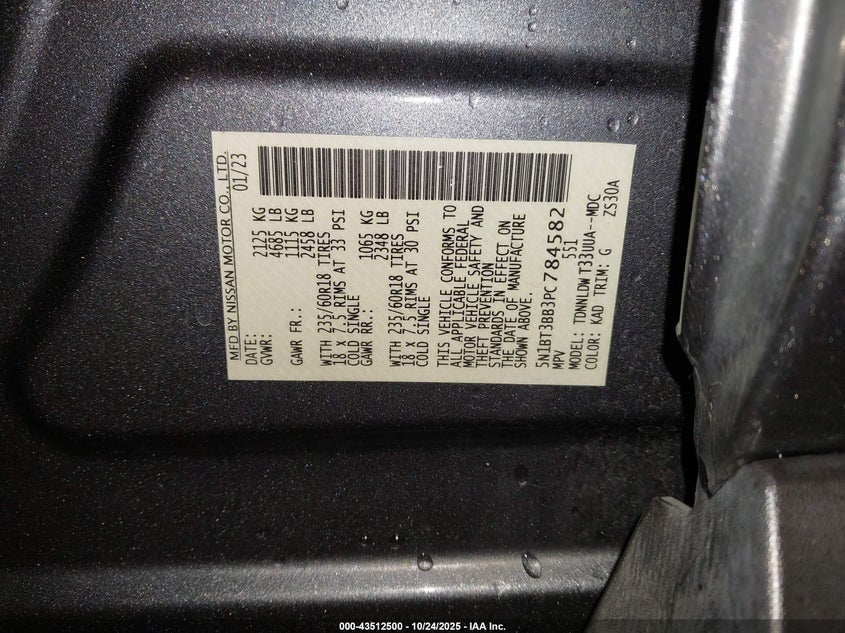 MFD BY NISSAN MOTOR CO., LTD.
DATE: 01/23
GVWR: 2125 KG
4685 LB
GAWR FR.: 1115 KG
2458 LB
WITH 235/60R18 TIRES
18 x 7.5 RIMS AT 33 PSI
COLD SINGLE
GAWR RR.: 1065 KG
2348 LB
WITH 235/60R18 TIRES
18 x 7.5 RIMS AT 30 PSI
COLD SINGLE
THIS VEHICLE CONFORMS TO
ALL APPLICABLE FEDERAL
MOTOR VEHICLE SAFETY AND
THEFT PREVENTION
STANDARDS IN EFFECT ON
THE DATE OF MANUFACTURE
SHOWN ABOVE.
5N1BT3BB3PC784582
MPV 551
MODEL: TDNNLDWT33UUA--MDC
COLOR: KAD TRIM: G ZS30A
000-43512500 - 10/24/2025 - IAA Inc.